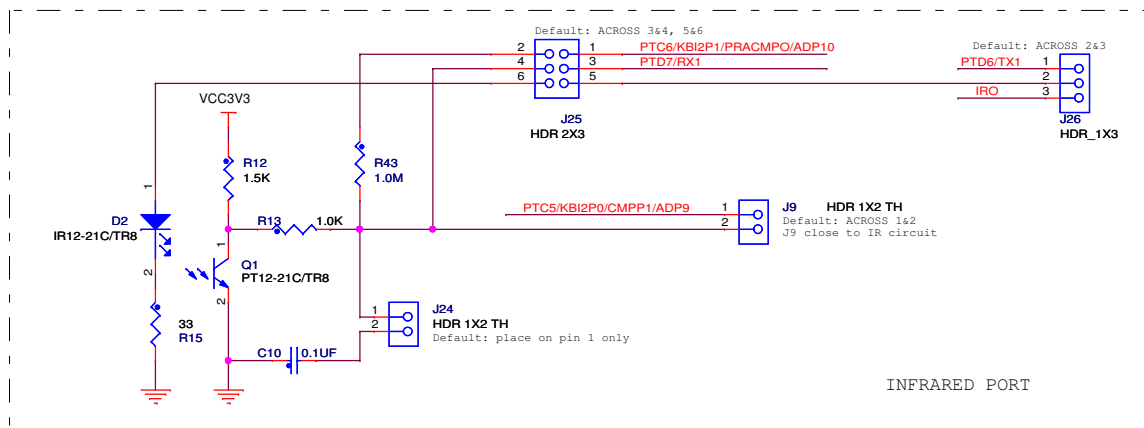 Default: ACROSS 3&4, 5&6
2 1 PTC6/KBI2P1/PRACMPO/ADP10
4 3 PTD7/RX1
6 5
J25
HDR 2X3
Default: ACROSS 2&3
PTD6/TX1 1
2
IRO 3
J26
HDR_1X3
VCC3V3
R12
1.5K
R43
1.0M
1
D2
IR12-21C/TR8
2
33
R15
R13 1.0K
1
Q1
PT12-21C/TR8
2
PTC5/KBI2P0/CMPP1/ADP9 1
2
J9 HDR 1X2 TH
Default: ACROSS 1&2
J9 close to IR circuit
1
2
J24
HDR 1X2 TH
Default: place on pin 1 only
C10 0.1UF
INFRARED PORT